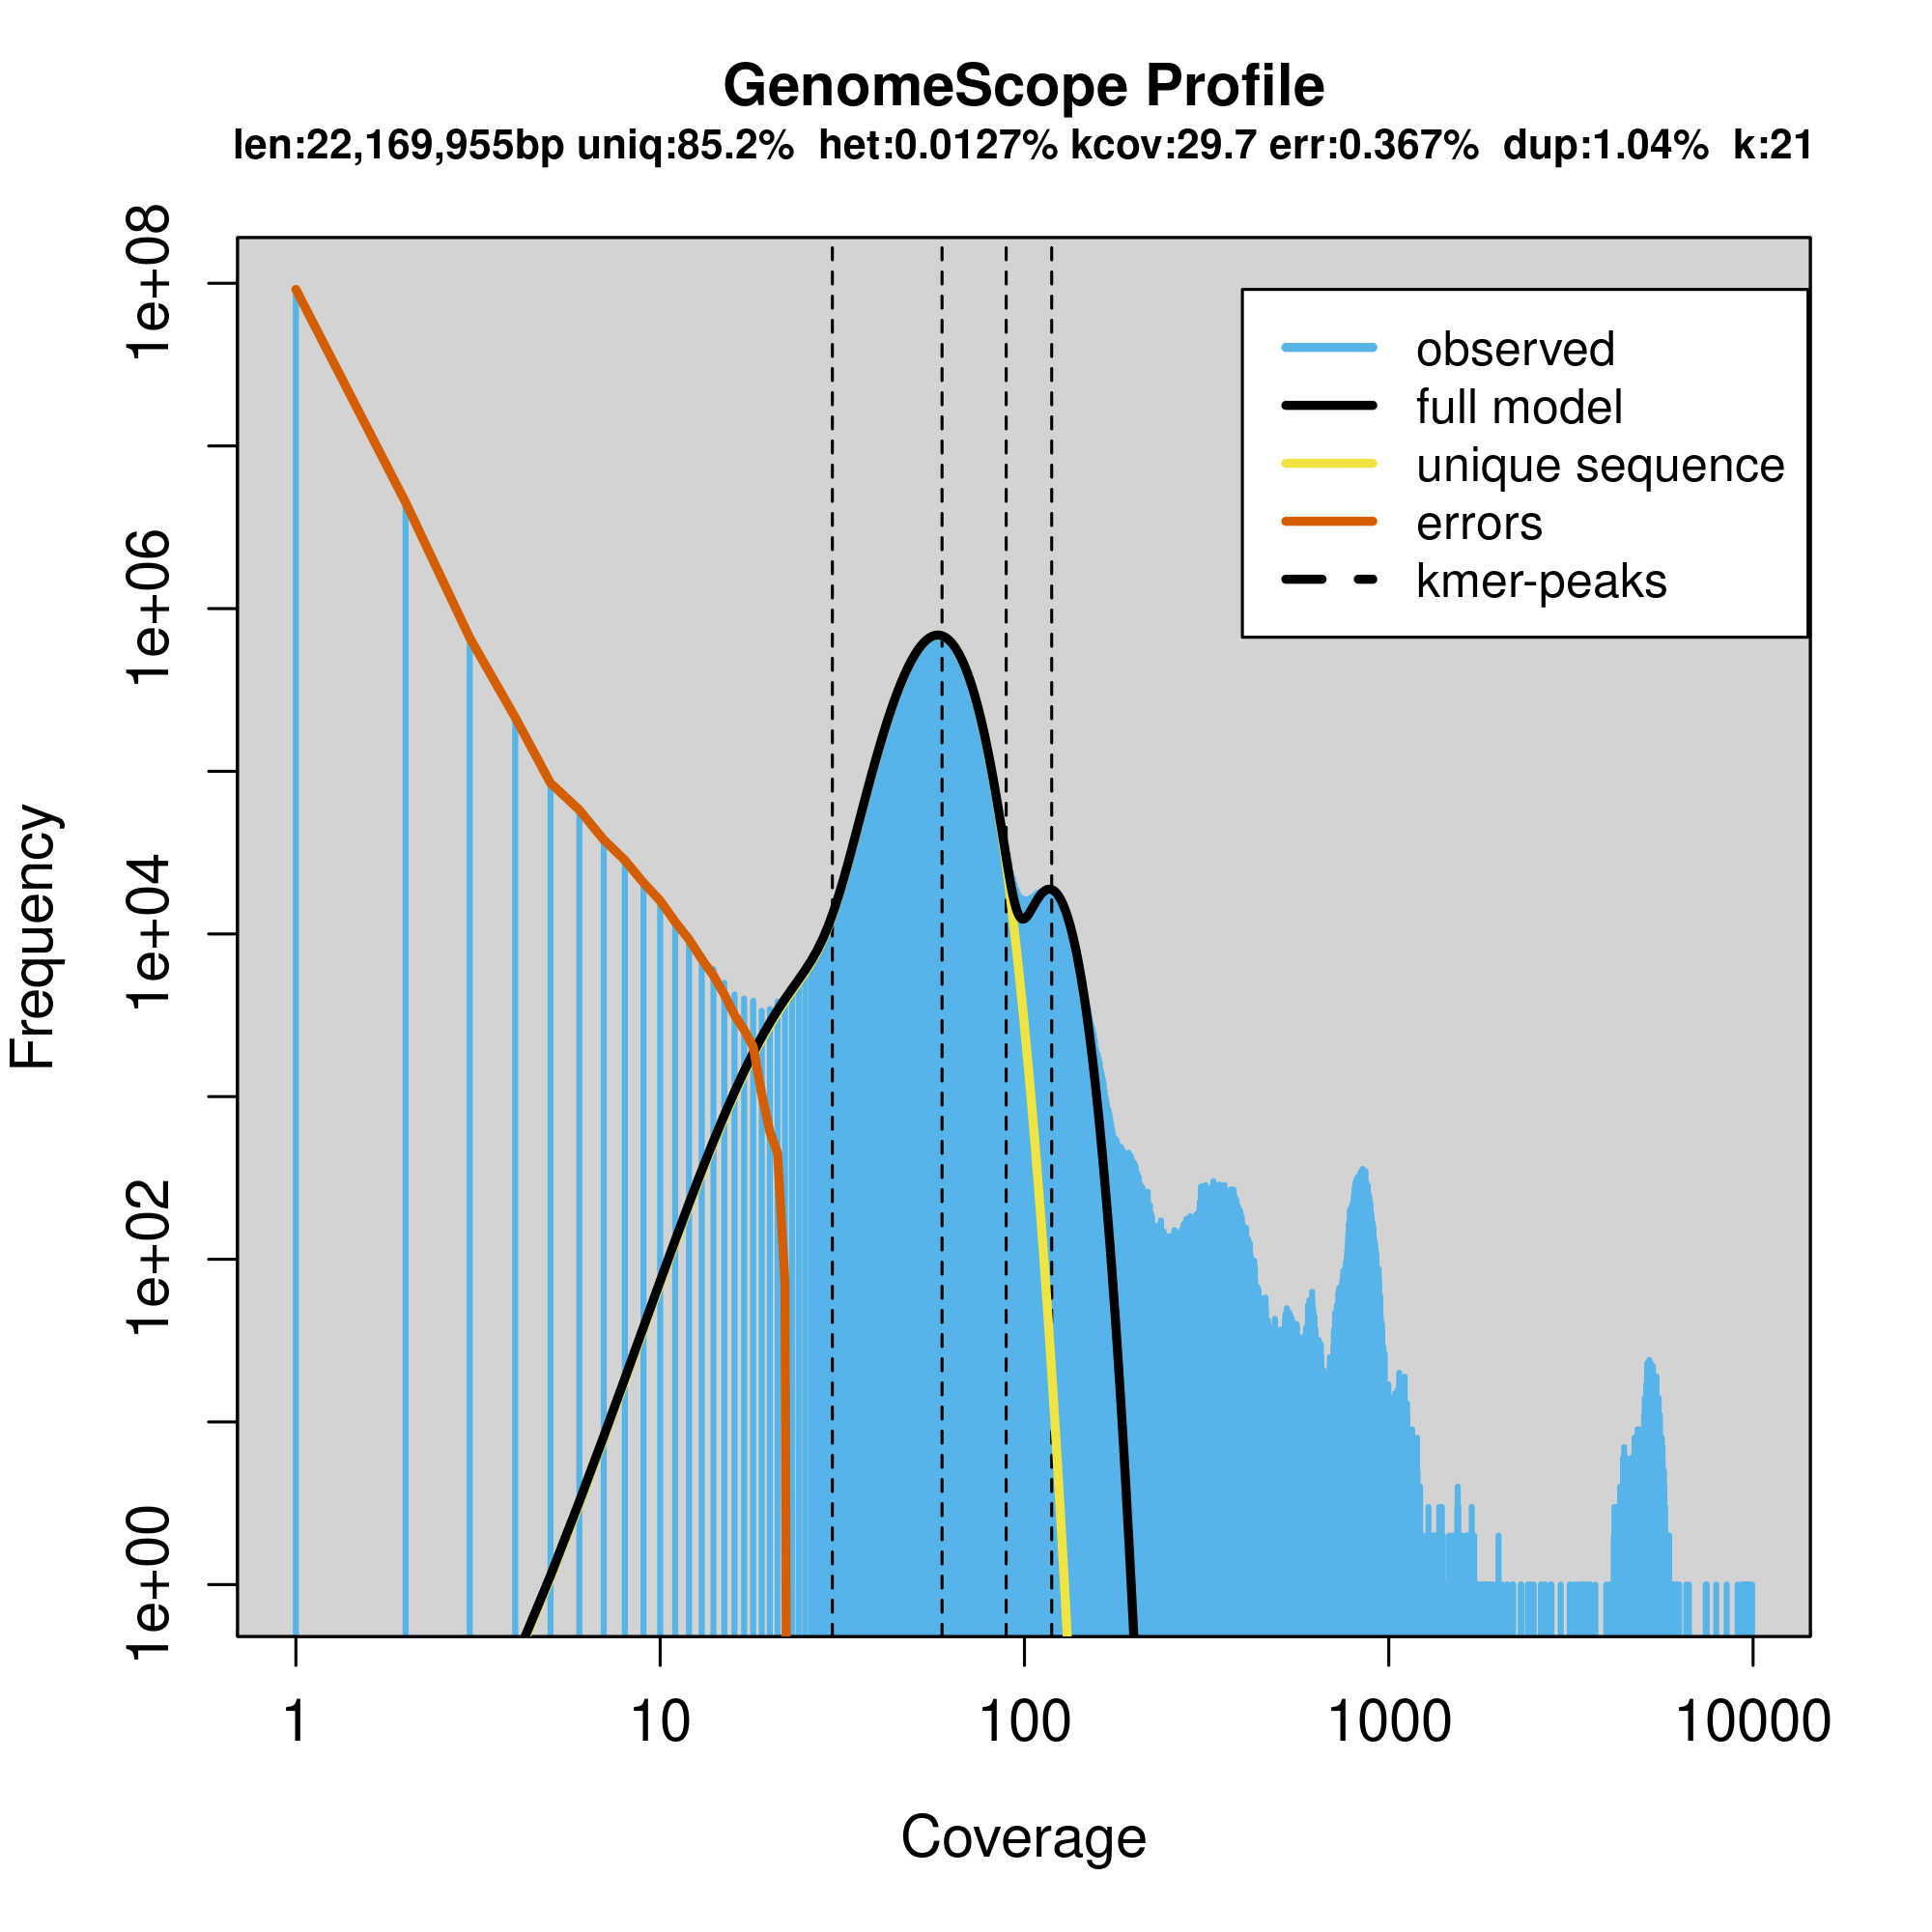 GenomeScope Profile
len:22,169,955bp uniq:85.2% het:0.0127% kcov:29.7 err:0.367% dup:1.04% k:21
1e+08
1e+06
1e+04
1e+02
1e+00
Frequency
observed
full model
unique sequence
errors
kmer-peaks
1
10
100
1000
10000
Coverage